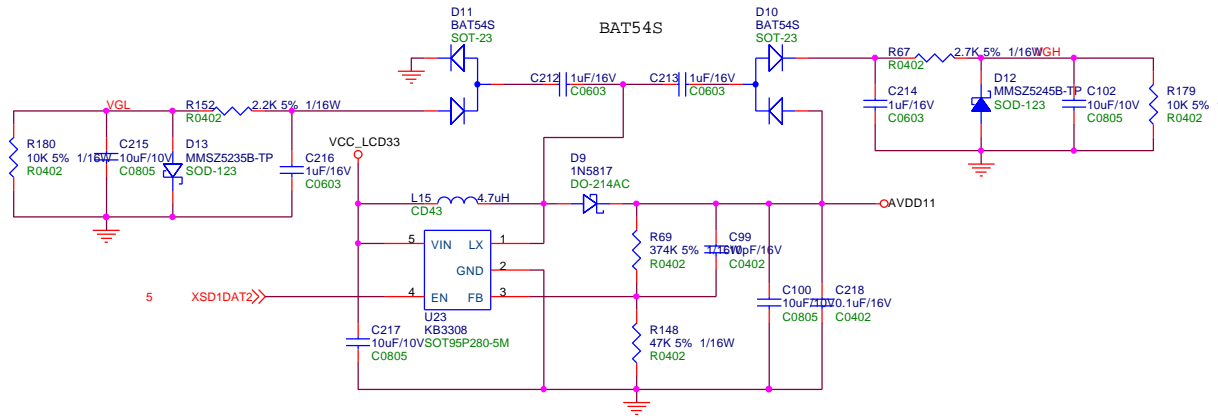 D11
BAT54S
SOT-23
BAT54S
D10
BAT54S
SOT-23
C212
1uF/16V
C0603
C213
1uF/16V
C0603
R67
2.7K 5% 1/16W
R0402
VGH
C214
1uF/16V
C0603
D12
MMSZ5245B-TP
SOD-123
C102
10uF/10V
C0805
R179
10K 5%
R0402
VGL
R152
2.2K 5% 1/16W
R0402
R180
10K 5% 1/16W
R0402
C215
10uF/10V
C0805
D13
MMSZ5235B-TP
SOD-123
C216
1uF/16V
C0603
VCC_LCD33
D9
1N5817
DO-214AC
L15
4.7uH
CD43
AVDD11
5
VIN
LX
1
GND
2
4
EN
FB
3
U23
KB3308
SOT95P280-5M
5
XSD1DAT2
R69
374K 5% 1/16W
R0402
C99
10pF/16V
C0402
C100
10uF/10V
C0805
C218
0.1uF/16V
C0402
C217
10uF/10V
C0805
R148
47K 5% 1/16W
R0402